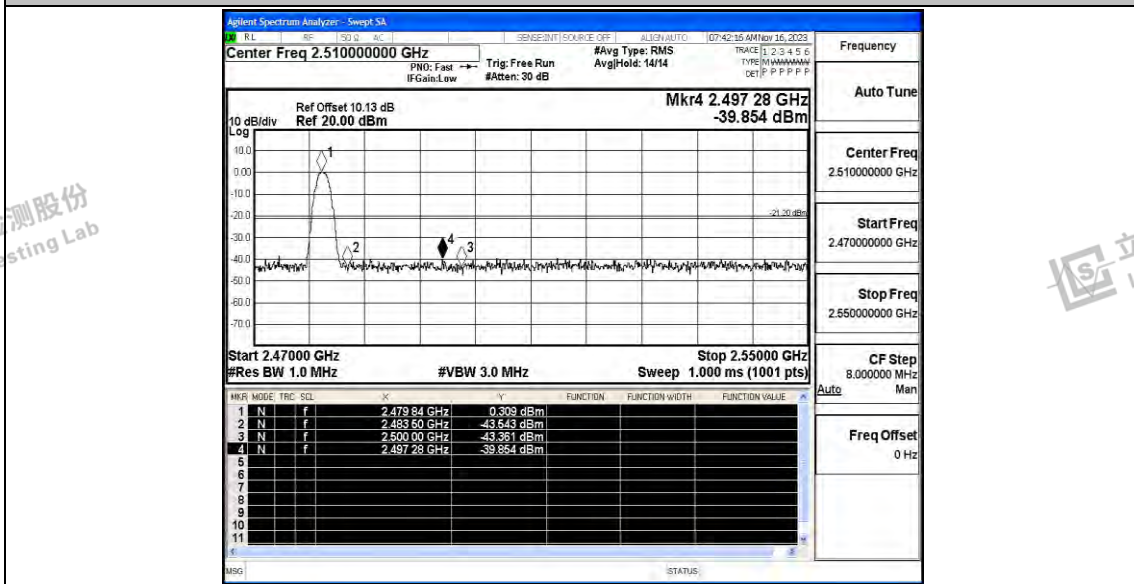 Agilent Spectrum Analyzer - Swept SA
RL RF 50 Ω AC SENSE:INT SOURCE OFF ALIGN AUTO 07:42:16 AM Nov 16, 2023
Center Freq 2.510000000 GHz
PNO: Fast
IFGain:Low
Trig: Free Run
#Atten: 30 dB
#Avg Type: RMS
Avg|Hold: 14/14
TRACE 1 2 3 4 5 6
TYPE M
DET P P P P P P
Frequency
Auto Tune
Center Freq
2.510000000 GHz
Start Freq
2.470000000 GHz
Stop Freq
2.550000000 GHz
CF Step
8.000000 MHz
Auto Man
Freq Offset
0 Hz
Mkr4 2.497 28 GHz
-39.854 dBm
Ref Offset 10.13 dB
10 dB/div Ref 20.00 dBm
Log
10.0
0.00
-10.0
-20.0
-30.0
-40.0
-50.0
-60.0
-70.0
1
2
4
3
-21.20 dBm
Start 2.47000 GHz Stop 2.55000 GHz
#Res BW 1.0 MHz #VBW 3.0 MHz Sweep 1.000 ms (1001 pts)
MKR MODE TRC SCL X Y FUNCTION FUNCTION WIDTH FUNCTION VALUE
1 N f 2.479 84 GHz 0.309 dBm
2 N f 2.483 50 GHz -43.543 dBm
3 N f 2.500 00 GHz -43.361 dBm
4 N f 2.497 28 GHz -39.854 dBm
5
6
7
8
9
10
11
MSG STATUS
测股份
sting Lab
立